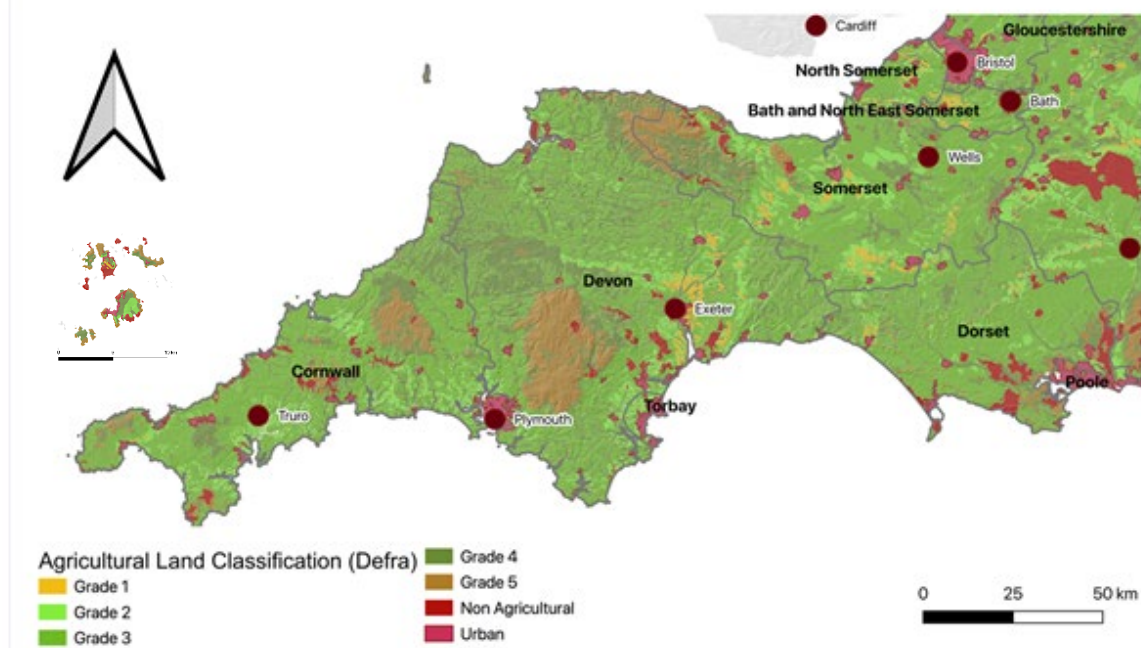 Cardiff
Gloucestershire
Bristol
North Somerset
Bath
Bath and North East Somerset
Wells
Somerset
Devon
Exeter
Dorset
Cornwall
Poole
Torbay
Truro
Plymouth
Agricultural Land Classification (Defra)
Grade 1
Grade 2
Grade 3
Grade 4
Grade 5
Non Agricultural
Urban
0 25 50 km